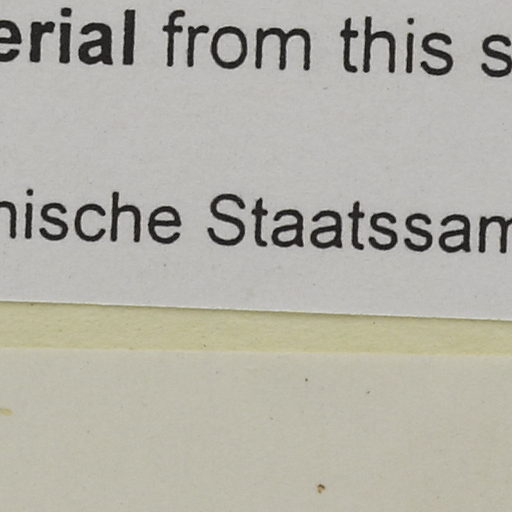 erial from this s
nische Staatssam